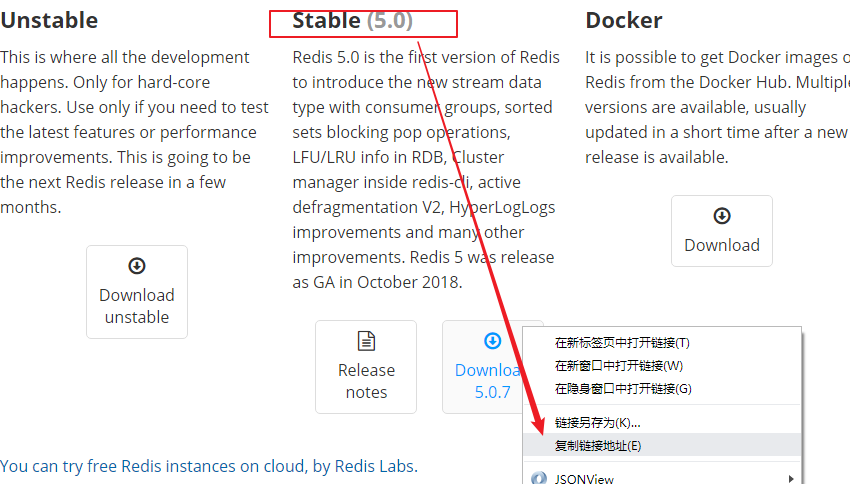 Unstable
This is where all the development
happens. Only for hard-core
hackers. Use only if you need to test
the latest features or performance
improvements. This is going to be
the next Redis release in a few
months.
Download
unstable
Stable (5.0)
Redis 5.0 is the first version of Redis
to introduce the new stream data
type with consumer groups, sorted
sets blocking pop operations,
LFU/LRU info in RDB, Cluster
manager inside redis-cli, active
defragmentation V2, HyperLogLogs
improvements and many other
improvements. Redis 5 was release
as GA in October 2018.
Release
notes
Downloa
5.0.7
Docker
It is possible to get Docker images o
Redis from the Docker Hub. Multiple
versions are available, usually
updated in a short time after a new
release is available.
Download
在新标签页中打开链接(T)
在新窗口中打开链接(W)
在隐身窗口中打开链接(G)
链接另存为(K)...
复制链接地址(E)
JSONView
You can try free Redis instances on cloud, by Redis Labs.